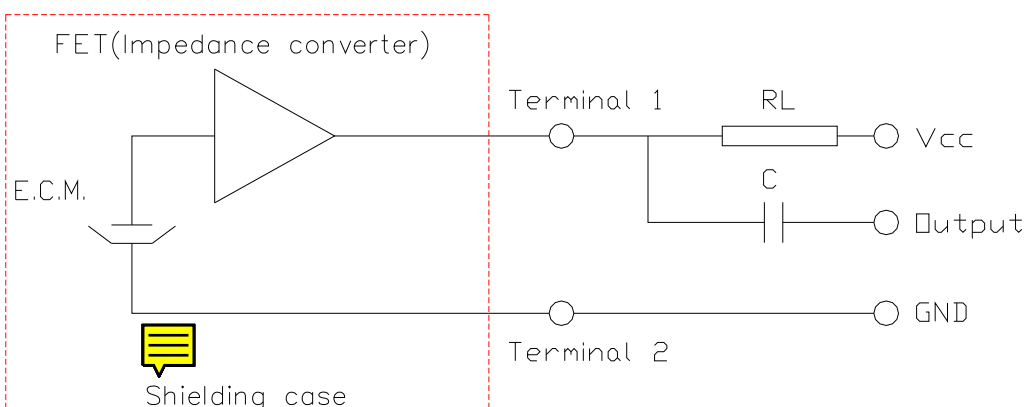 FET(Impedance converter)
Terminal 1
RL
Vcc
E.C.M.
C
Output
GND
Terminal 2
Shielding case